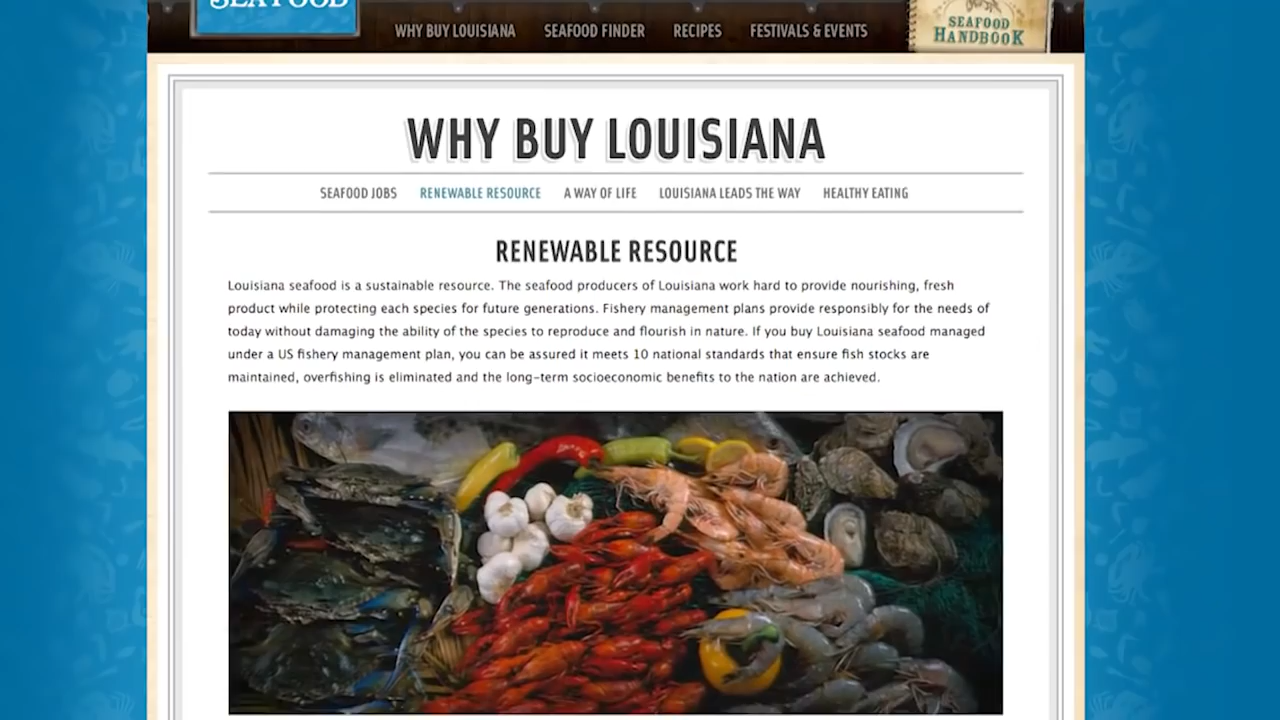 SEAFOOD
WHY BUY LOUISIANA SEAFOOD FINDER RECIPES FESTIVALS & EVENTS
SEAFOOD
HANDBOOK
WHY BUY LOUISIANA
SEAFOOD JOBS RENEWABLE RESOURCE A WAY OF LIFE LOUISIANA LEADS THE WAY HEALTHY EATING
RENEWABLE RESOURCE
Louisiana seafood is a sustainable resource. The seafood producers of Louisiana work hard to provide nourishing, fresh
product while protecting each species for future generations. Fishery management plans provide responsibly for the needs of
today without damaging the ability of the species to reproduce and flourish in nature. If you buy Louisiana seafood managed
under a US fishery management plan, you can be assured it meets 10 national standards that ensure fish stocks are
maintained, overfishing is eliminated and the long-term socioeconomic benefits to the nation are achieved.